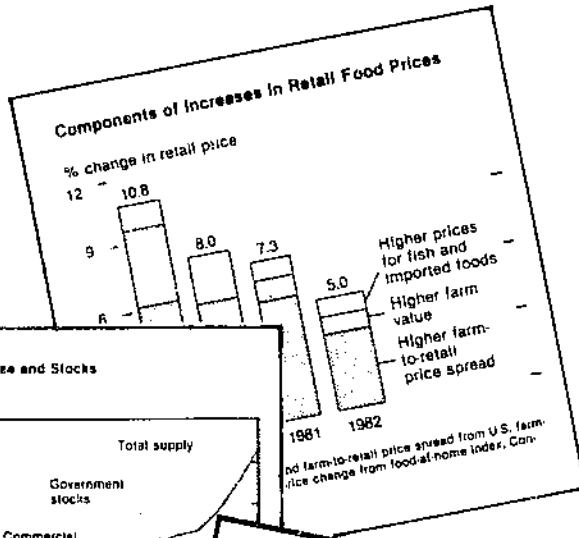 Components of Increases in Retail Food Prices
% change in retail price
12
10.8
9
8.0
7.3
6
5.0
Higher prices
for fish and
imported foods
Higher farm
value
Higher farm-
to-retail
price spread
1981
1982
farm-to-retail price spread from U.S. farm-
price change from food-at-home index, Con-
and Stocks
Total supply
Government
stocks
Commercial